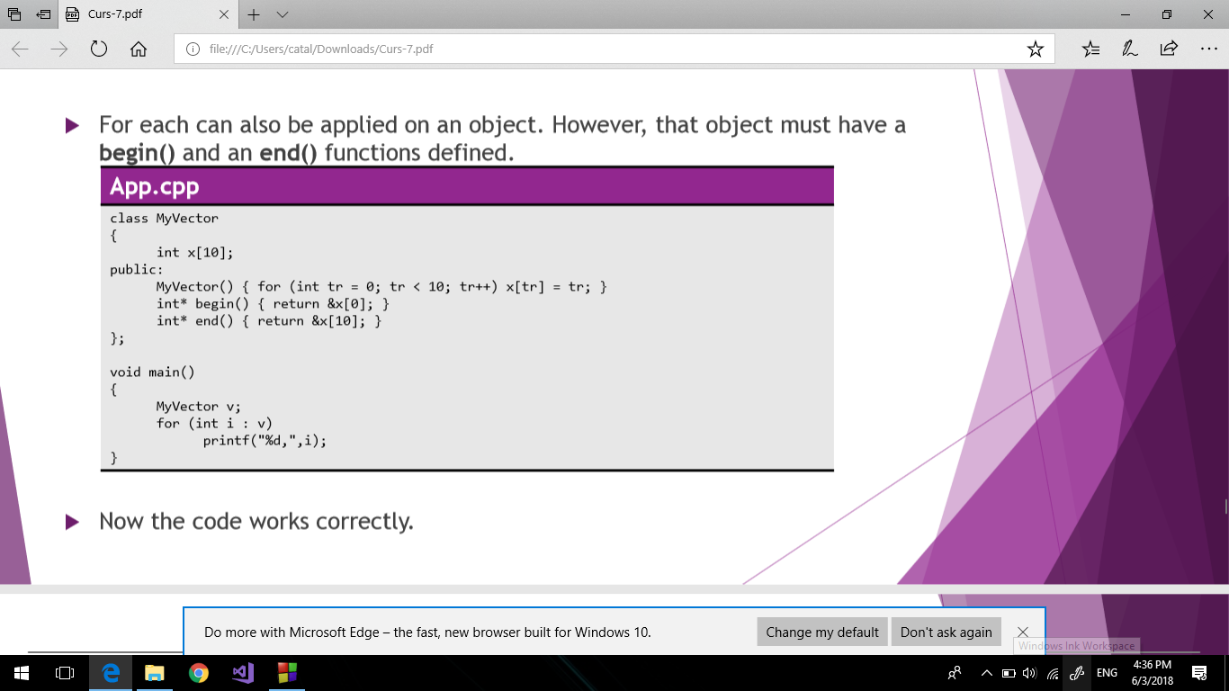 Curs-7.pdf
file:///C:/Users/catal/Downloads/Curs-7.pdf
For each can also be applied on an object. However, that object must have a
begin() and an end() functions defined.
App.cpp
class MyVector
{
int x[10];
public:
MyVector() { for (int tr = 0; tr < 10; tr++) x[tr] = tr; }
int* begin() { return &x[0]; }
int* end() { return &x[10]; }
};
void main()
{
MyVector v;
for (int i : v)
printf("%d,",i);
}
Now the code works correctly.
Do more with Microsoft Edge – the fast, new browser built for Windows 10.
Change my default
Don't ask again
Windows Ink Workspace
ENG
4:36 PM
6/3/2018